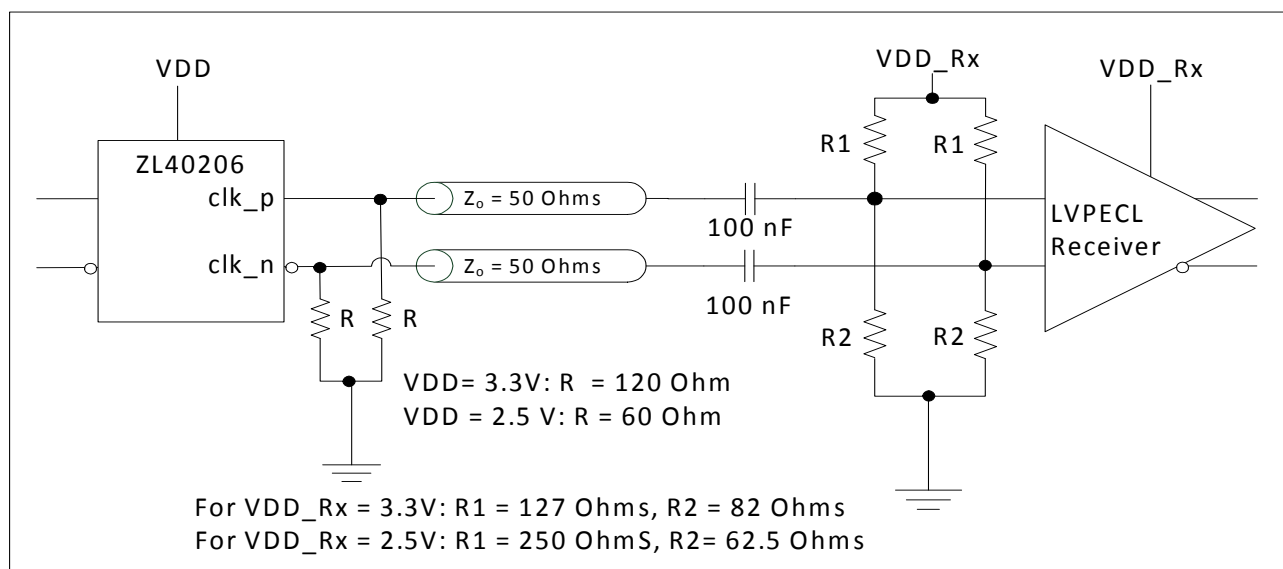 VDD
VDD_Rx
VDD_Rx
ZL40206
R1
R1
clk_p
Zo = 50 Ohms
100 nF
LVPECL
Receiver
clk_n
Zo = 50 Ohms
100 nF
R
R
R2
R2
VDD= 3.3V: R = 120 Ohm
VDD = 2.5 V: R = 60 Ohm
For VDD_Rx = 3.3V: R1 = 127 Ohms, R2 = 82 Ohms
For VDD_Rx = 2.5V: R1 = 250 OhmS, R2= 62.5 Ohms